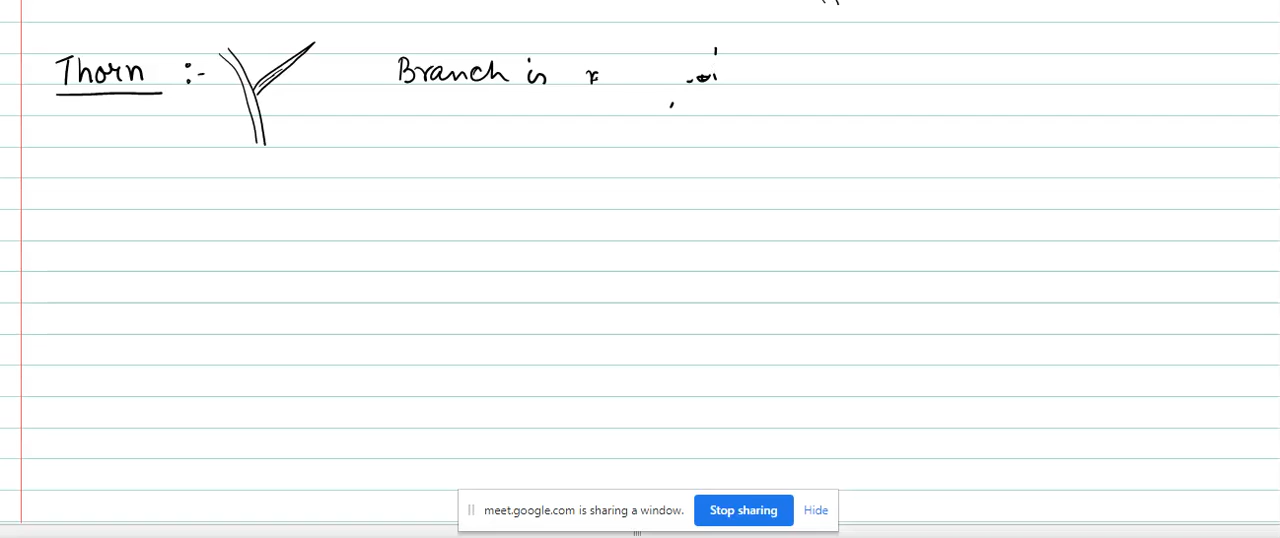 Thorn :- Branch is
meet.google.com is sharing a window. Stop sharing Hide